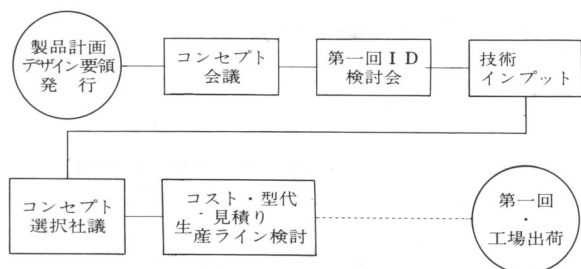 製品計画
デザイン要領
発　行
コンセプト
会議
第一回ＩＤ
検討会
技術
インプット
コンセプト
選択社議
コスト・型代
・見積り
生産ライン検討
第一回
・
工場出荷